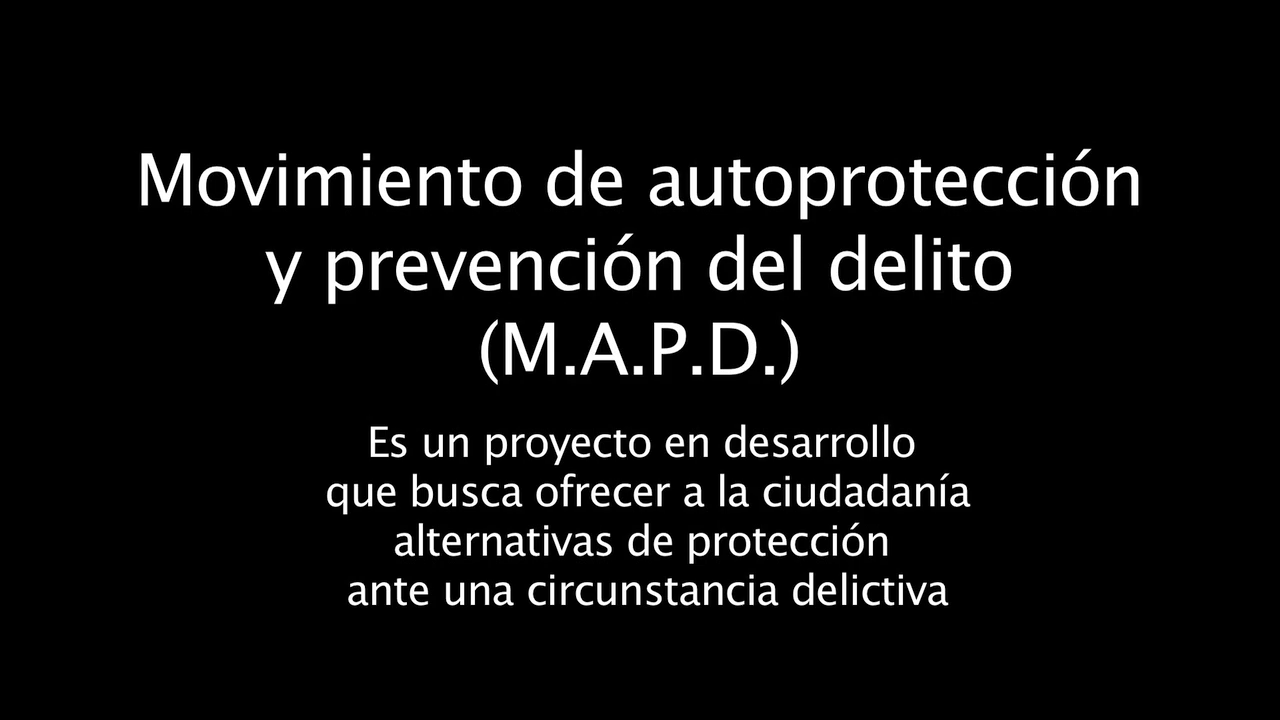 Movimiento de autoprotección
y prevención del delito
(M.A.P.D.)
Es un proyecto en desarrollo
que busca ofrecer a la ciudadanía
alternativas de protección
ante una circunstancia delictiva